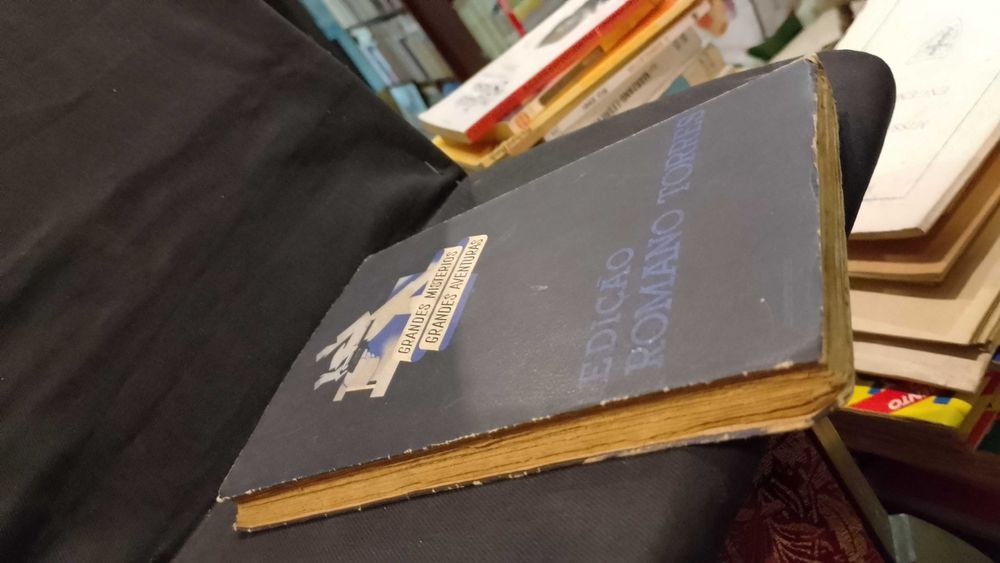 GRANDES MISTÉRIOS
GRANDES AVENTURAS
EDIÇÃO
ROMANO TORRES